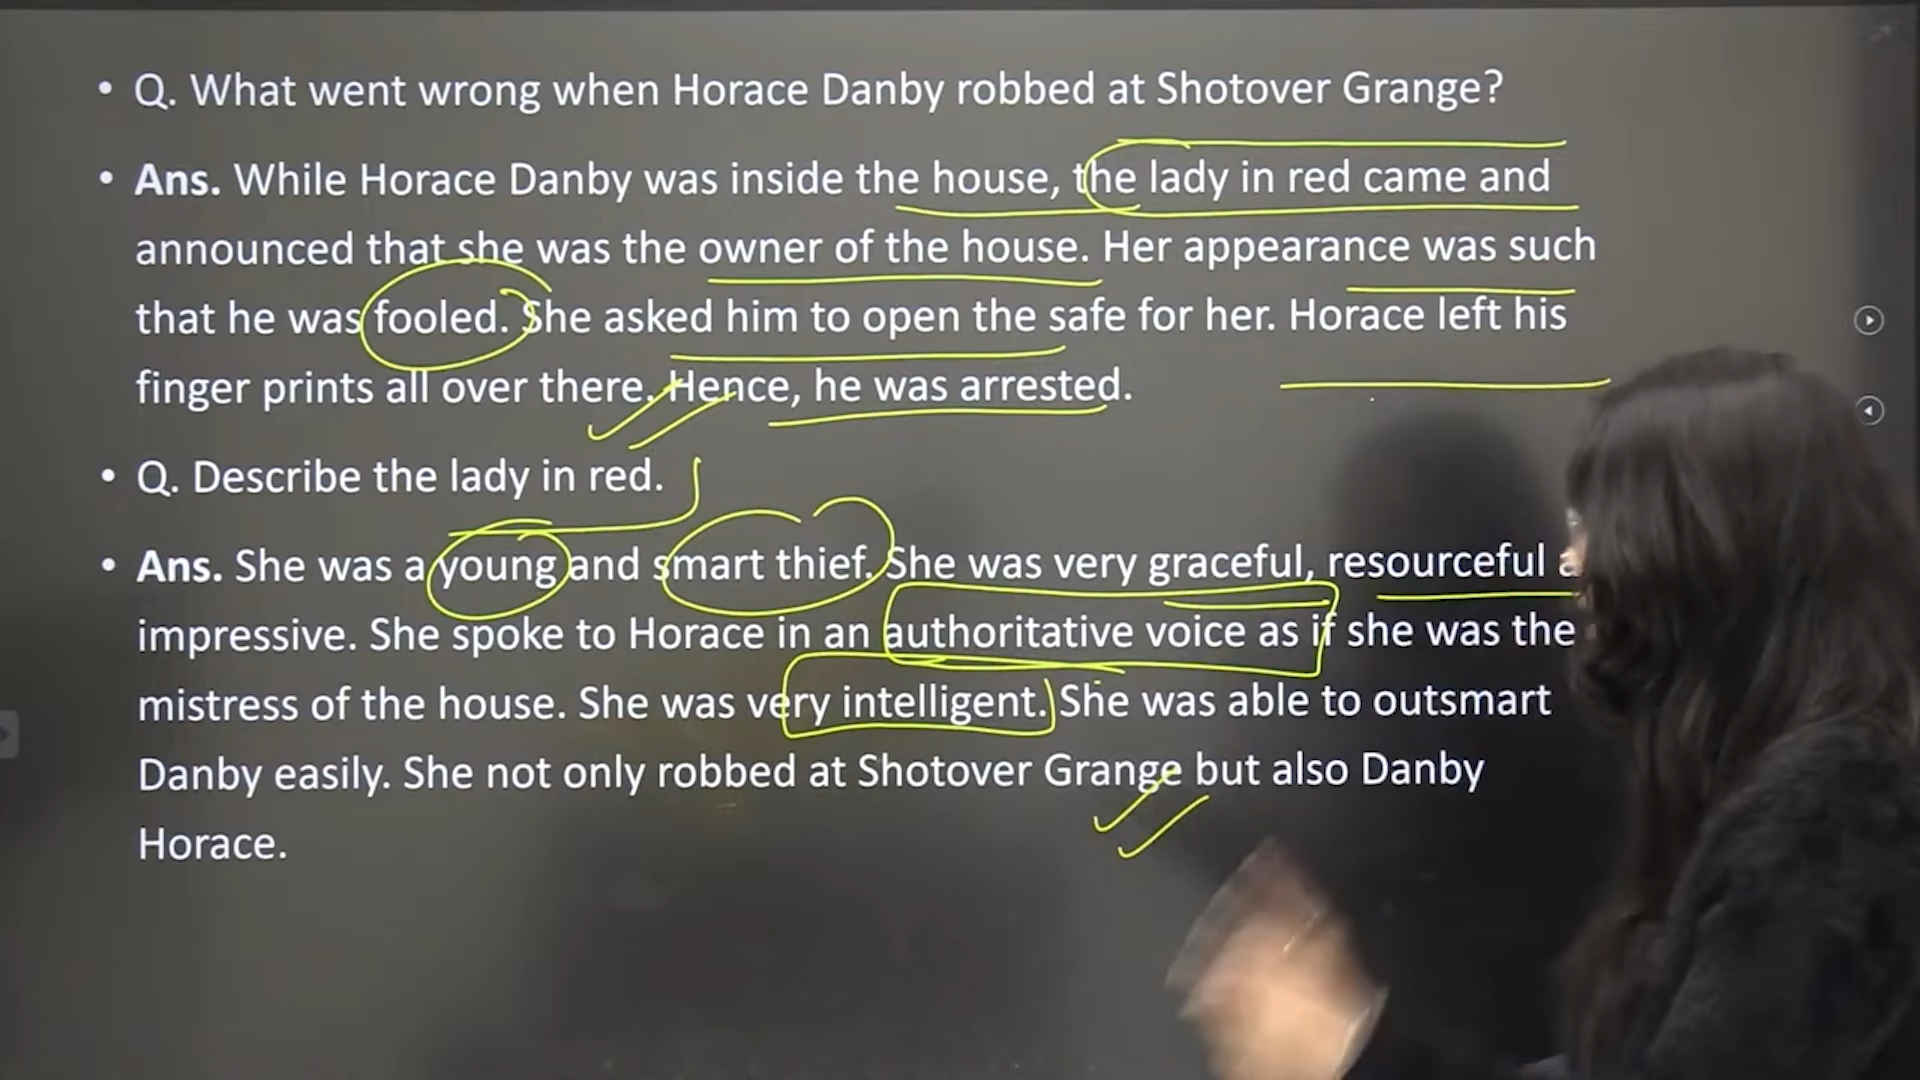 • Q. What went wrong when Horace Danby robbed at Shotover Grange?
• Ans. While Horace Danby was inside the house, the lady in red came and
announced that she was the owner of the house. Her appearance was such
that he was fooled. She asked him to open the safe for her. Horace left his
finger prints all over there. Hence, he was arrested.
• Q. Describe the lady in red.
• Ans. She was a young and smart thief. She was very graceful, resourceful
impressive. She spoke to Horace in an authoritative voice as if she was the
mistress of the house. She was very intelligent. She was able to outsmart
Danby easily. She not only robbed at Shotover Grange but also Danby
Horace.